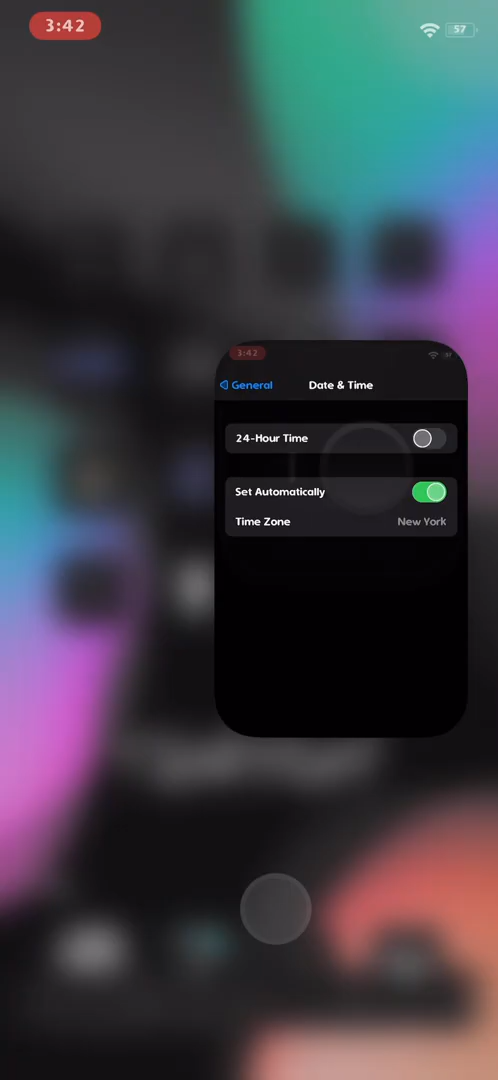 3:42
57
3:42
General
Date & Time
24-Hour Time
Set Automatically
Time Zone
New York